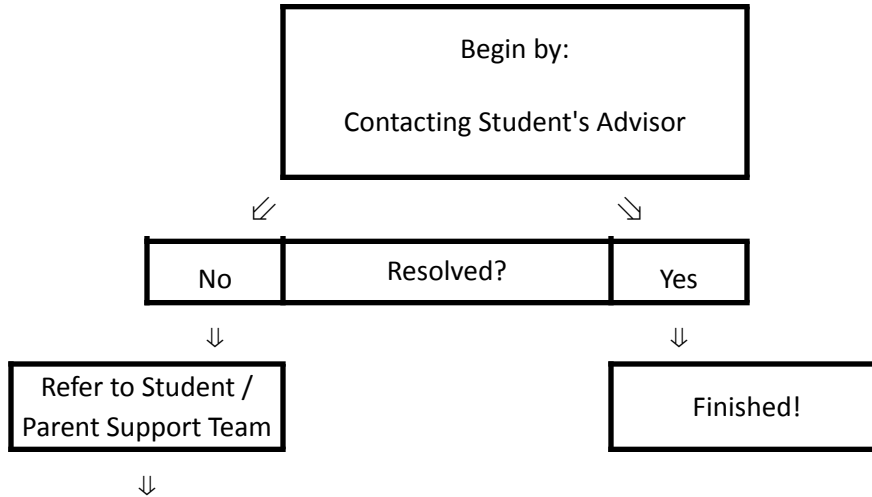 Begin by:
Contacting Student's Advisor
No
Resolved?
Yes
Refer to Student /
Parent Support Team
Finished!